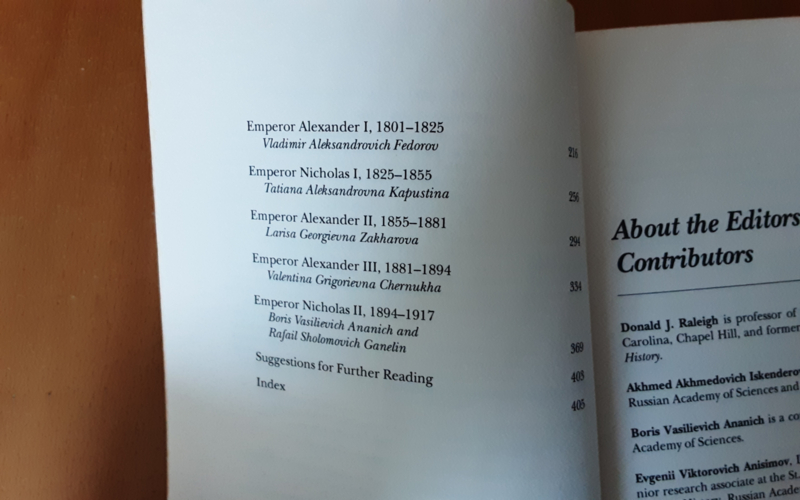 Emperor Alexander I, 1801–1825
Vladimir Aleksandrovich Fedorov 216
Emperor Nicholas I, 1825–1855
Tatiana Aleksandrovna Kapustina 256
Emperor Alexander II, 1855–1881
Larisa Georgievna Zakharova 294
Emperor Alexander III, 1881–1894
Valentina Grigorievna Chernukha 334
Emperor Nicholas II, 1894–1917
Boris Vasilievich Ananich and
Rafail Sholomovich Ganelin 369
Suggestions for Further Reading 403
Index 405
About the Editors
Contributors
Donald J. Raleigh is professor of
Carolina, Chapel Hill, and former
History.
Akhmed Akhmedovich Iskenderov
Russian Academy of Sciences and
Boris Vasilievich Ananich is a co
Academy of Sciences.
Evgenii Viktorovich Anisimov,
nior research associate at the St.
Russian Academy